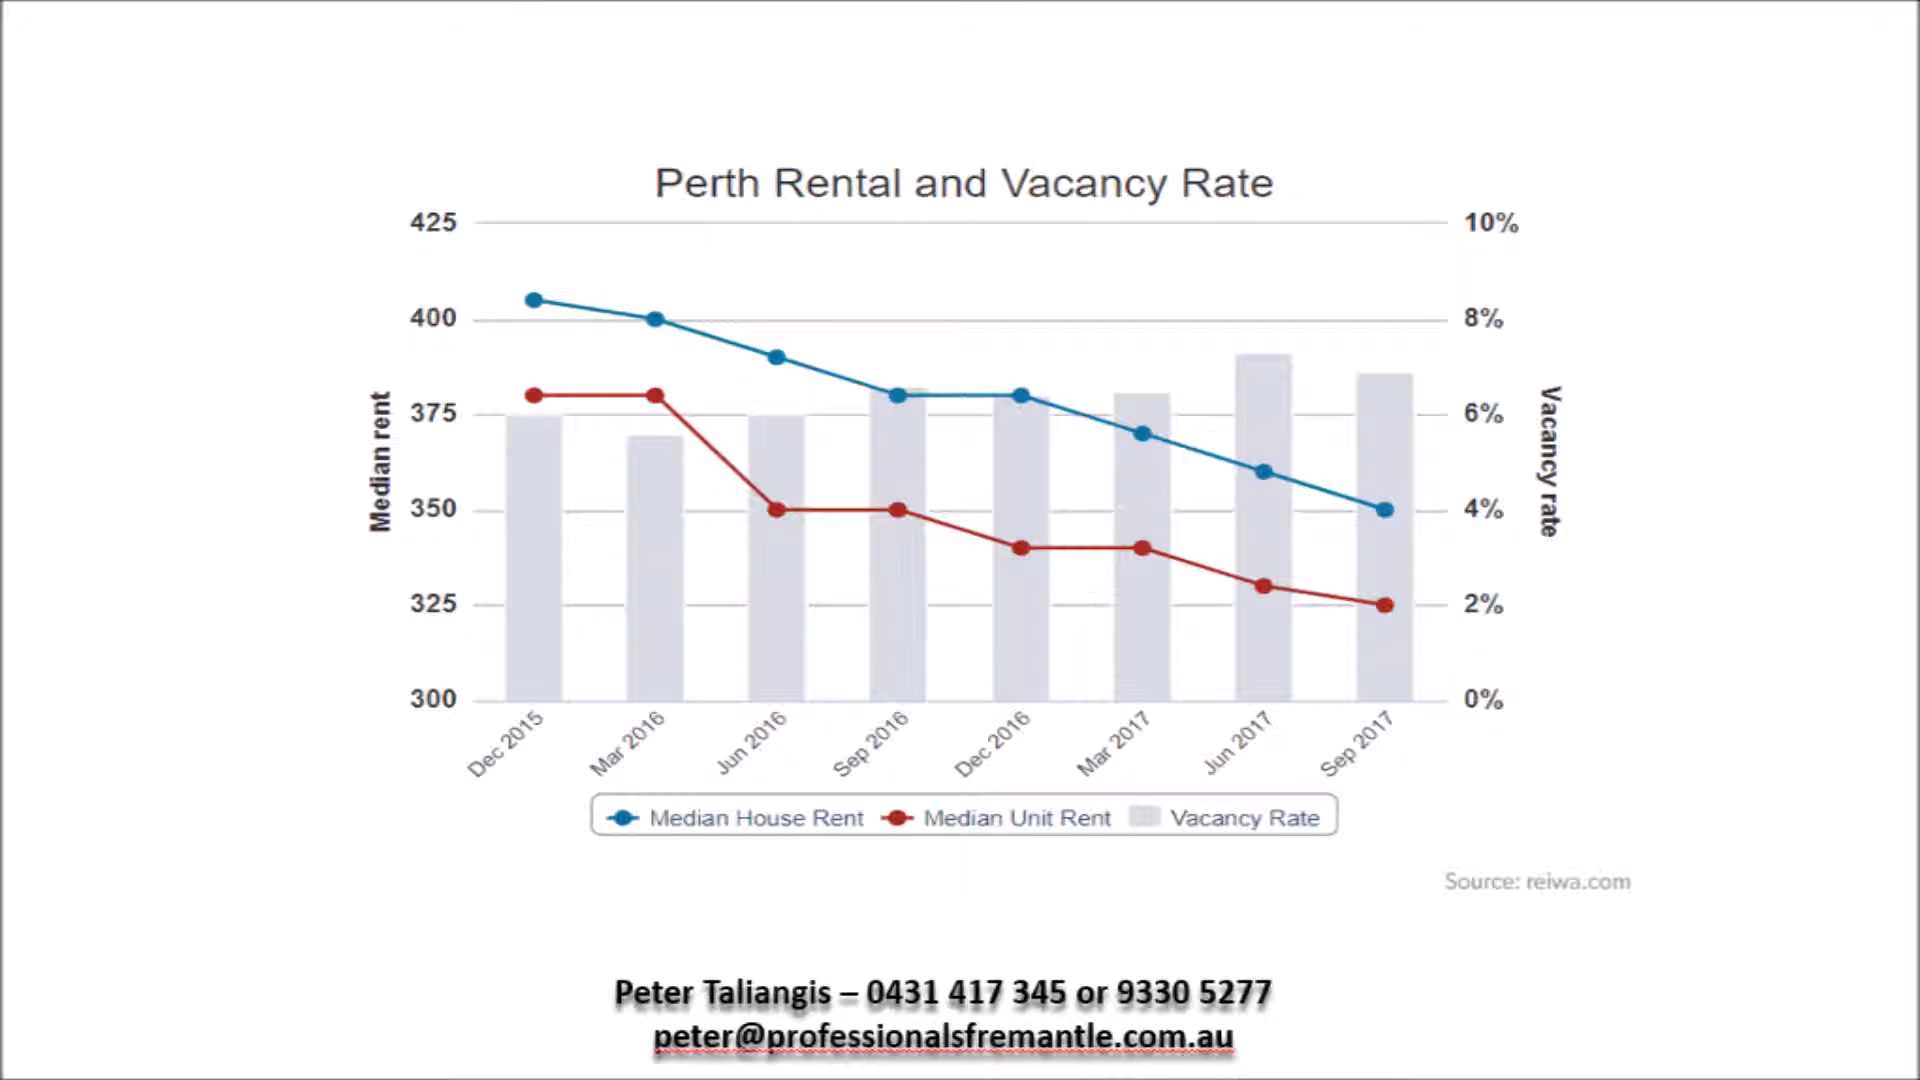 Perth Rental and Vacancy Rate
425
400
375
350
325
300
Median rent
10%
8%
6%
4%
2%
0%
Vacancy rate
Dec 2015
Mar 2016
Jun 2016
Sep 2016
Dec 2016
Mar 2017
Jun 2017
Sep 2017
Median House Rent Median Unit Rent Vacancy Rate
Source: reiwa.com
Peter Taliangis – 0431 417 345 or 9330 5277
peter@professionalsfremantle.com.au